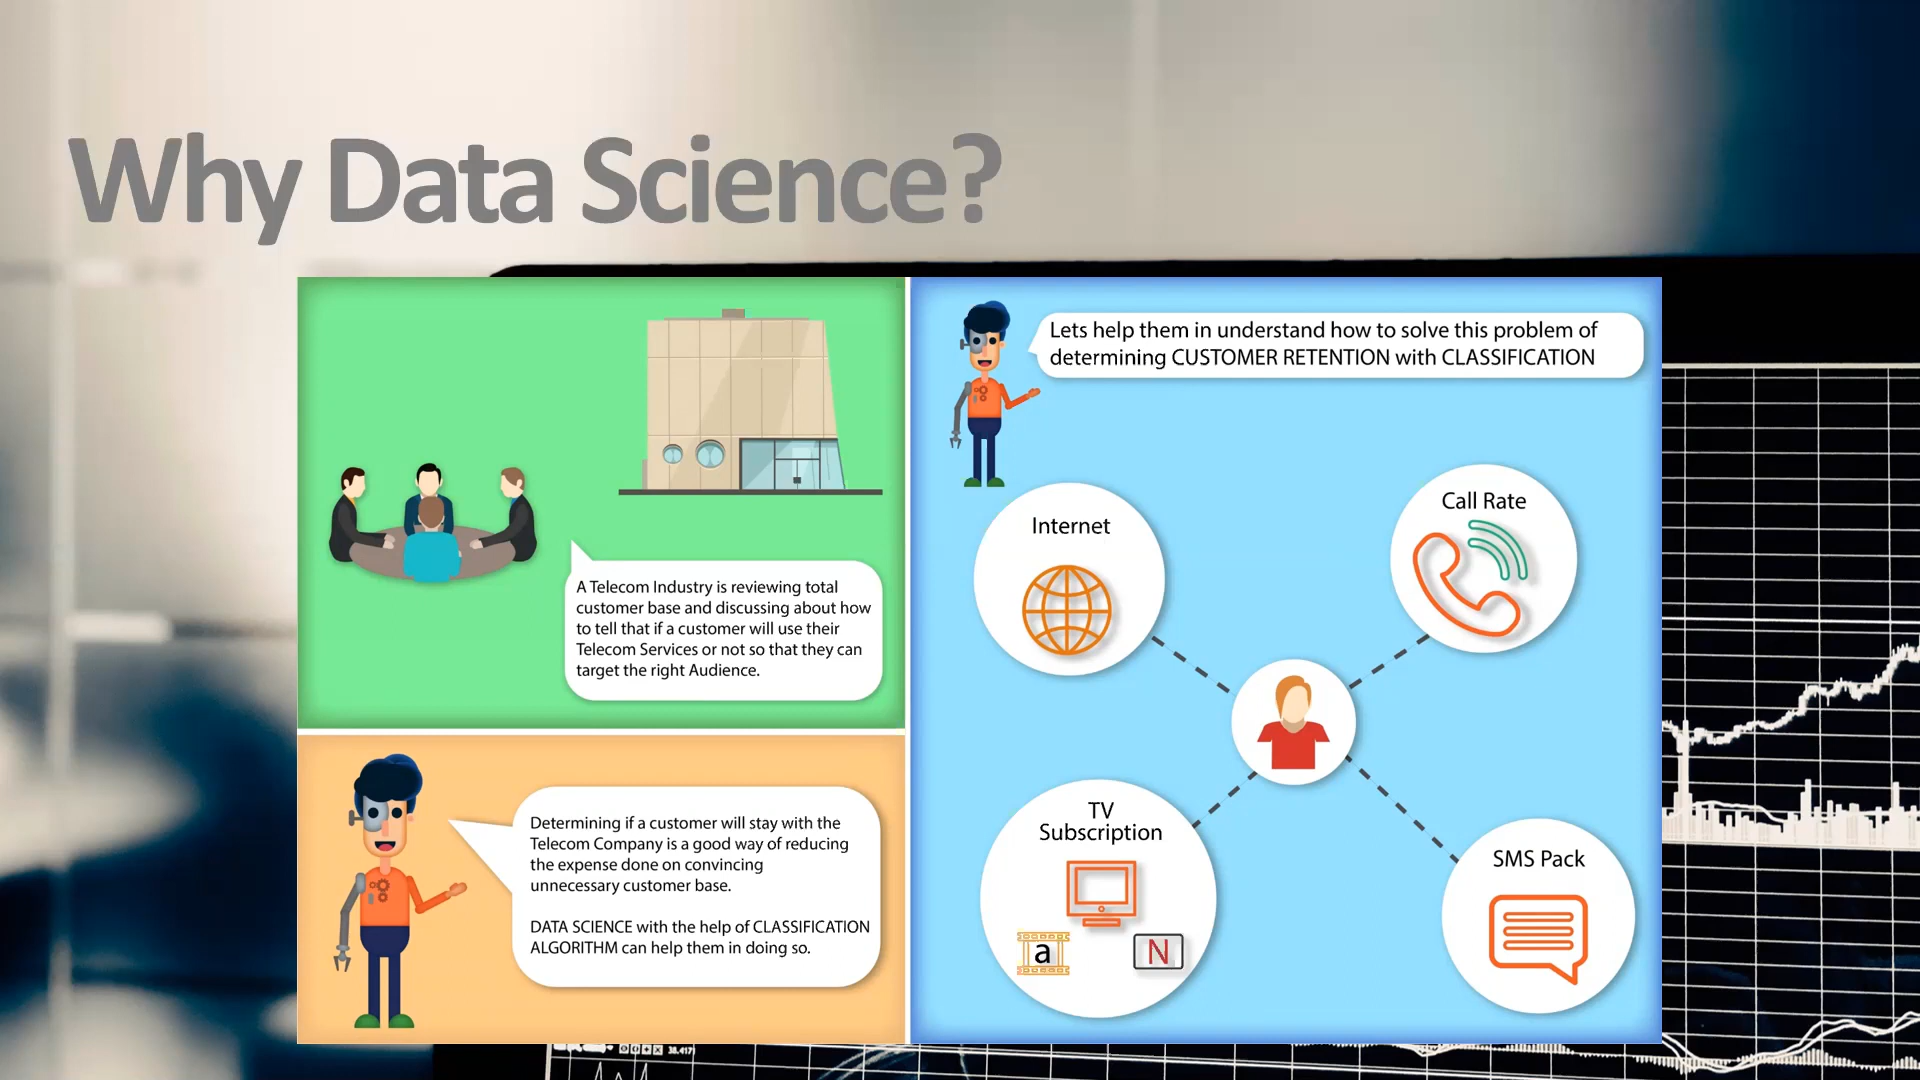 Why Data Science?
A Telecom Industry is reviewing total
customer base and discussing about how
to tell that if a customer will use their
Telecom Services or not so that they can
target the right Audience.
Determining if a customer will stay with the
Telecom Company is a good way of reducing
the expense done on convincing
unnecessary customer base.
DATA SCIENCE with the help of CLASSIFICATION
ALGORITHM can help them in doing so.
Lets help them in understand how to solve this problem of
determining CUSTOMER RETENTION with CLASSIFICATION
Internet
Call Rate
TV
Subscription
a
N
SMS Pack